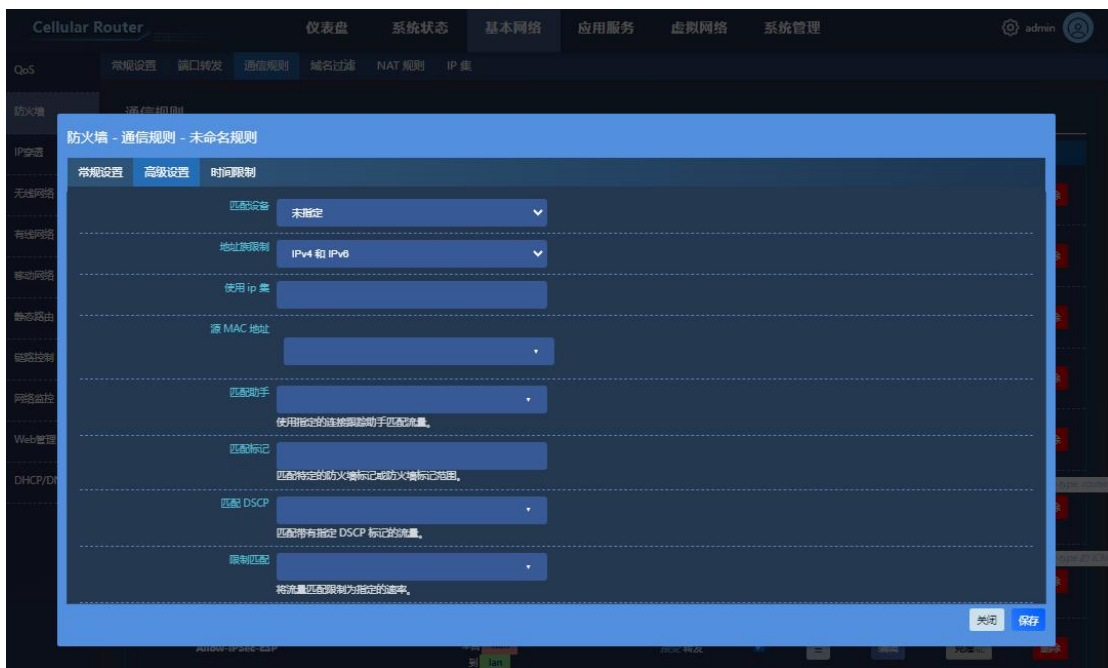 Cellular Router 仪表盘 系统状态 基本网络 应用服务 虚拟网络 系统管理 admin
QoS 常规设置 端口转发 通信规则 域名过滤 NAT 规则 IP 集
防火墙 通信规则
防火墙 - 通信规则 - 未命名规则
IP穿透
常规设置 高级设置 时间限制
无线网络
匹配设备 未指定
有线网络
地址族限制 IPv4 和 IPv6
移动网络
使用 ip 集
静态路由
源 MAC 地址
链路控制
网络监控
匹配助手
使用指定的连接跟踪助手匹配流量。
Web管理
匹配标记
匹配特定的防火墙标记或防火墙标记范围。
匹配 DSCP
匹配带有指定 DSCP 标记的流量。
限制匹配
将流量匹配限制为指定的速率。
关闭 保存
Allow-IPSec-ESP
到 lan